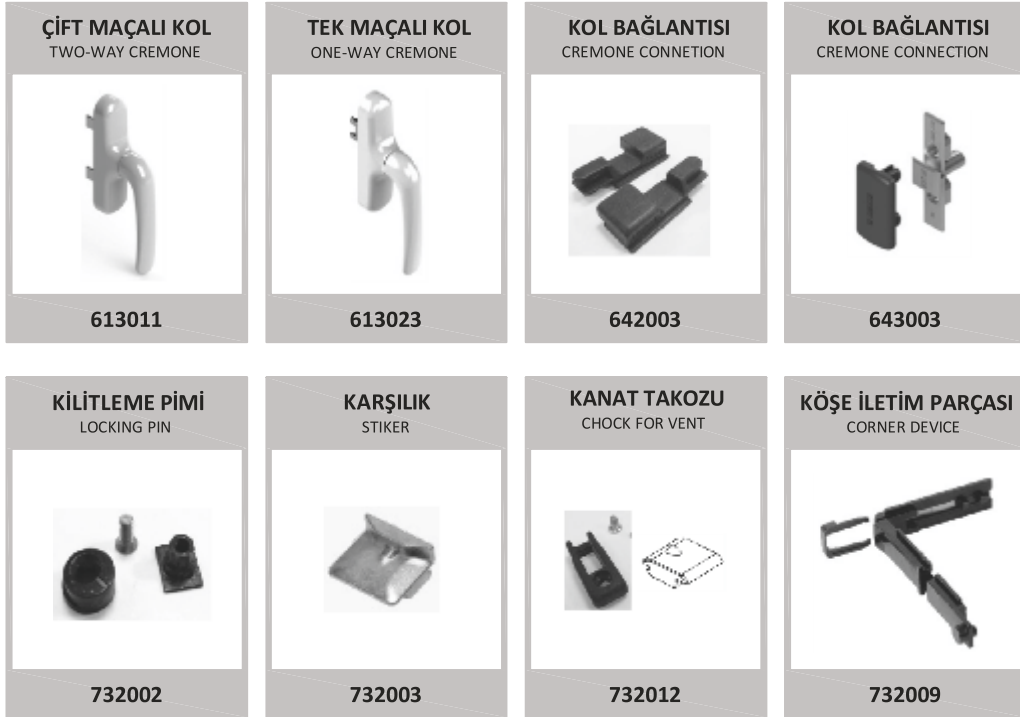 ÇİFT MAÇALI KOL
TWO-WAY CREMONE
613011
TEK MAÇALI KOL
ONE-WAY CREMONE
613023
KOL BAĞLANTISI
CREMONE CONNETION
642003
KOL BAĞLANTISI
CREMONE CONNECTION
643003
KİLİTLEME PİMİ
LOCKING PIN
732002
KARŞILIK
STIKER
732003
KANAT TAKOZU
CHOCK FOR VENT
732012
KÖŞE İLETİM PARÇASI
CORNER DEVICE
732009